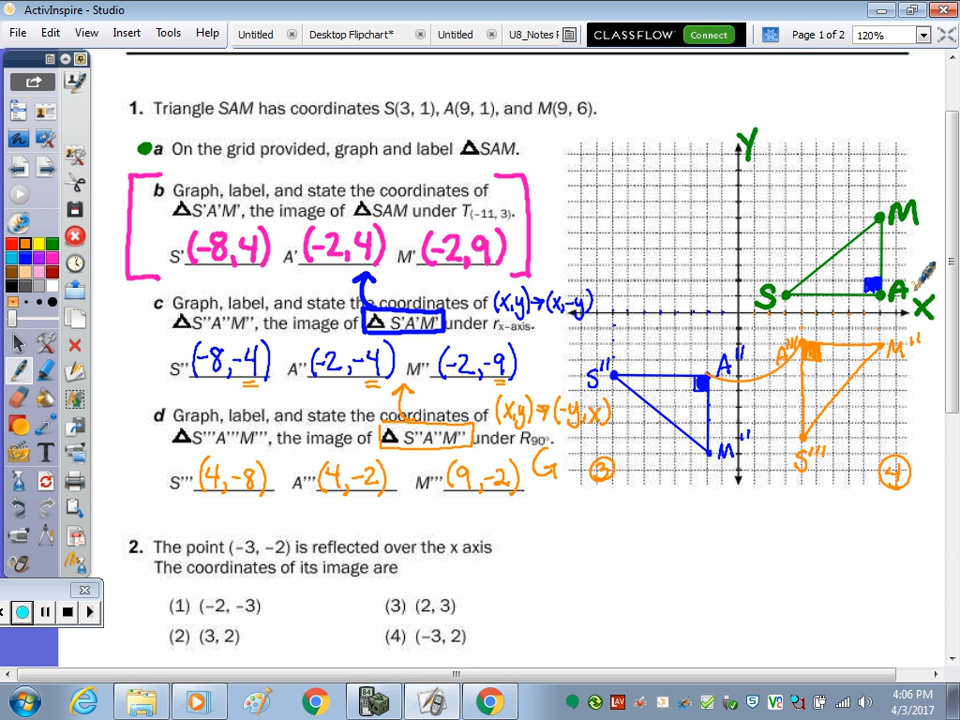 ActivInspire - Studio
File Edit View Insert Tools Help Untitled Desktop Flipchart* Untitled U8_Notes F CLASSFLOW Connect Page 1 of 2 120%
1. Triangle SAM has coordinates S(3, 1), A(9, 1), and M(9, 6).
a On the grid provided, graph and label ΔSAM.
b Graph, label, and state the coordinates of
ΔS'A'M', the image of ΔSAM under T(-11, 3).
S' (-8,4) A' (-2,4) M' (-2,9)
c Graph, label, and state the coordinates of (x,y)→(x,-y)
ΔS''A''M'', the image of Δ S'A'M' under rx-axis.
S'' (-8,-4) A'' (-2,-4) M'' (-2,-9)
d Graph, label, and state the coordinates of (x,y)→(-y,x)
ΔS'''A'''M''', the image of Δ S''A''M'' under R90°.
S''' (4,-8) A''' (4,-2) M''' (9,-2)
Y
M
S A X
S'' A'' A''' M''
M'' S'''
3 4
2. The point (−3, −2) is reflected over the x axis
The coordinates of its image are
(1) (−2, −3) (3) (2, 3)
(2) (3, 2) (4) (−3, 2)
4:06 PM
4/3/2017